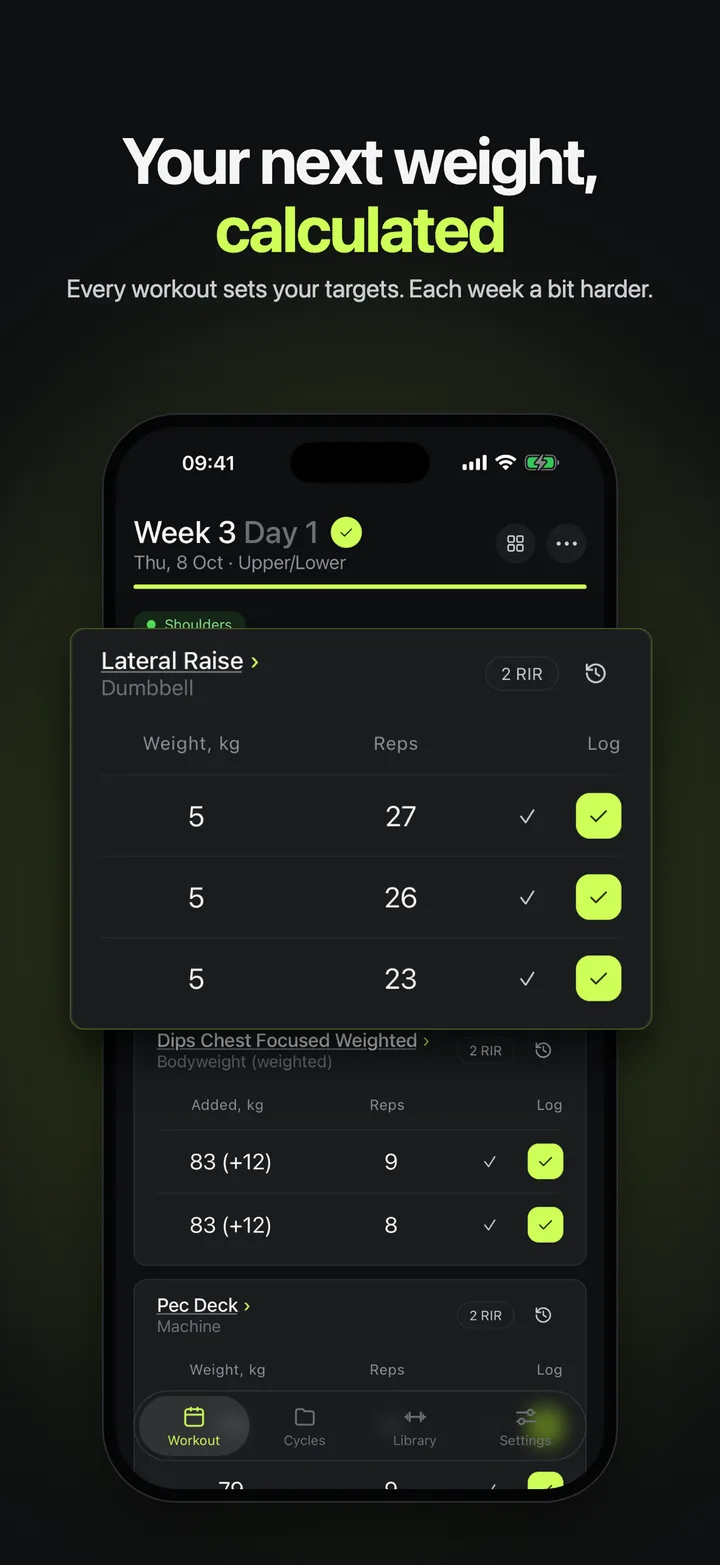 Your next weight,
calculated
Every workout sets your targets. Each week a bit harder.
09:41
Week 3 Day 1
Thu, 8 Oct · Upper/Lower
Shoulders
Lateral Raise ›
Dumbbell
2 RIR
Weight, kg Reps Log
5 27
5 26
5 23
Dips Chest Focused Weighted ›
Bodyweight (weighted)
2 RIR
Added, kg Reps Log
83 (+12) 9
83 (+12) 8
Pec Deck ›
Machine
2 RIR
Weight, kg Reps Log
Workout Cycles Library Settings